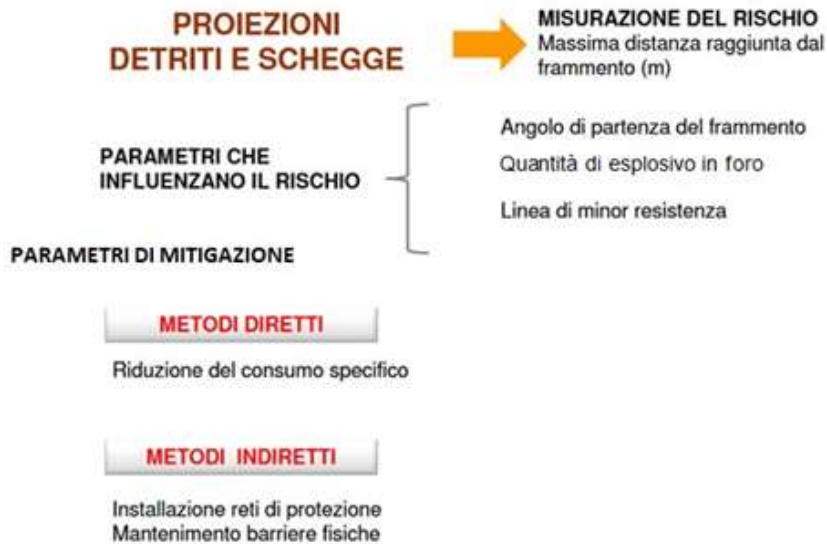 PROIEZIONI
DETRITI E SCHEGGE
MISURAZIONE DEL RISCHIO
Massima distanza raggiunta dal
frammento (m)
PARAMETRI CHE
INFLUENZANO IL RISCHIO
Angolo di partenza del frammento
Quantità di esplosivo in foro
Linea di minor resistenza
PARAMETRI DI MITIGAZIONE
METODI DIRETTI
Riduzione del consumo specifico
METODI INDIRETTI
Installazione reti di protezione
Mantenimento barriere fisiche